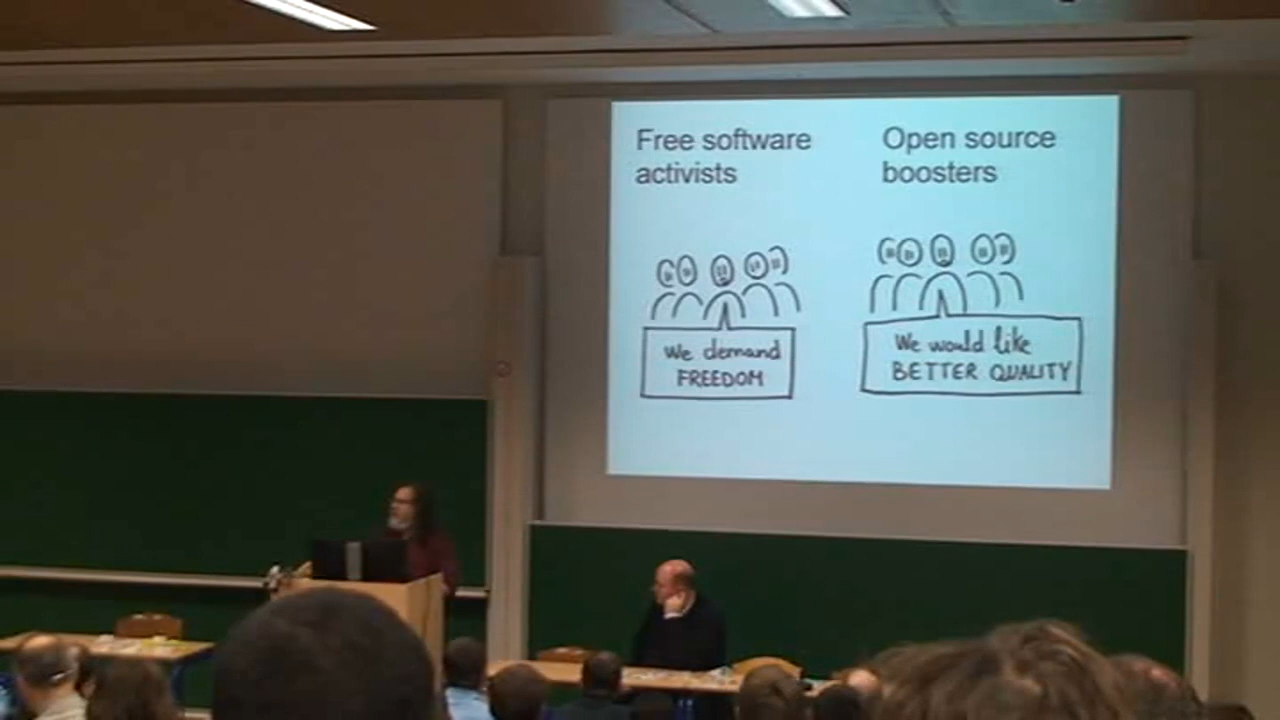 Free software
activists
We demand
FREEDOM
Open source
boosters
We would like
BETTER QUALITY